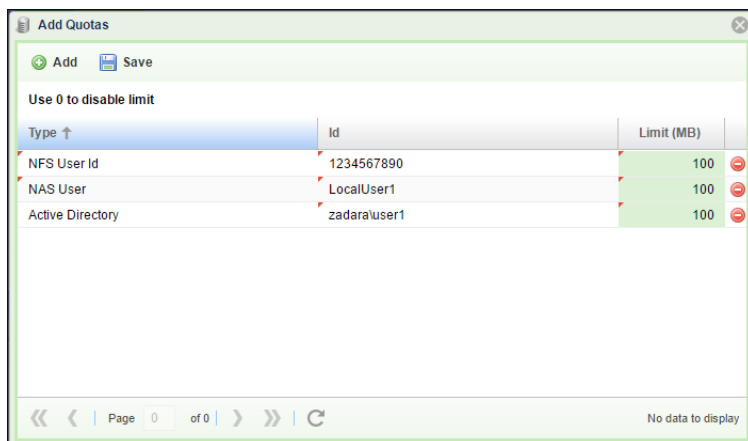 Add Quotas
Add Save
Use 0 to disable limit
Type Id Limit (MB)
NFS User Id 1234567890 100
NAS User LocalUser1 100
Active Directory zadara\user1 100
Page 0 of 0 No data to display